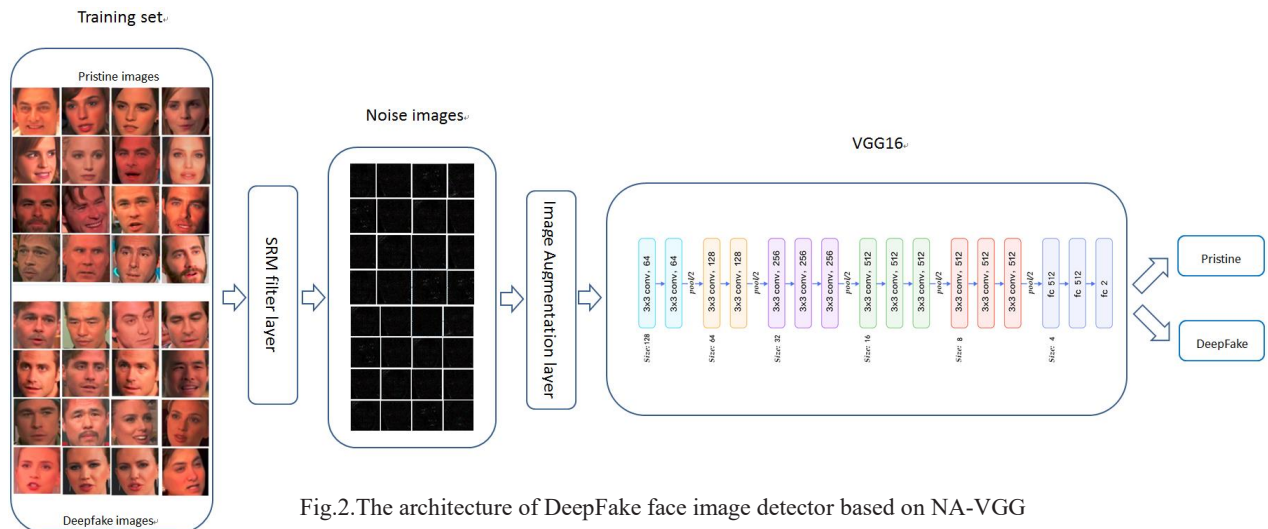 Training set
Pristine images
Deepfake images
SRM filter layer
Noise images
Image Augmentation layer
VGG16
3x3 conv. 64
3x3 conv. 64
pool/2
3x3 conv. 128
3x3 conv. 128
pool/2
3x3 conv. 256
3x3 conv. 256
3x3 conv. 256
pool/2
3x3 conv. 512
3x3 conv. 512
3x3 conv. 512
pool/2
3x3 conv. 512
3x3 conv. 512
3x3 conv. 512
pool/2
fc 512
fc 512
fc 2
Size: 128
Size: 64
Size: 32
Size: 16
Size: 8
Size: 4
Pristine
DeepFake
Fig.2.The architecture of DeepFake face image detector based on NA-VGG